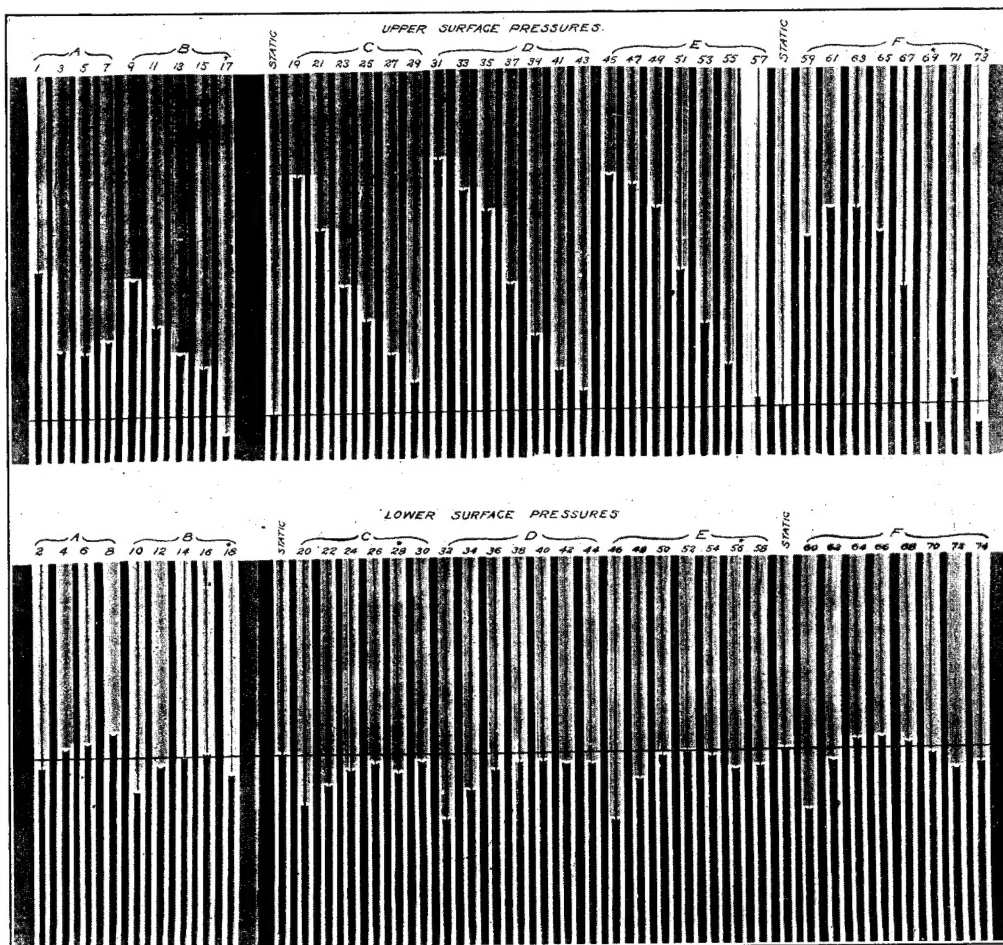 UPPER SURFACE PRESSURES.
A B STATIC C D E STATIC F
1 3 5 7 9 11 13 15 17 19 21 23 25 27 29 31 33 35 37 39 41 43 45 47 49 51 53 55 57 59 61 63 65 67 69 71 73
LOWER SURFACE PRESSURES
A B STATIC C D E STATIC F
2 4 6 8 10 12 14 16 18 20 22 24 26 28 30 32 34 36 38 40 42 44 46 48 50 52 54 56 58 60 62 64 66 68 70 72 74